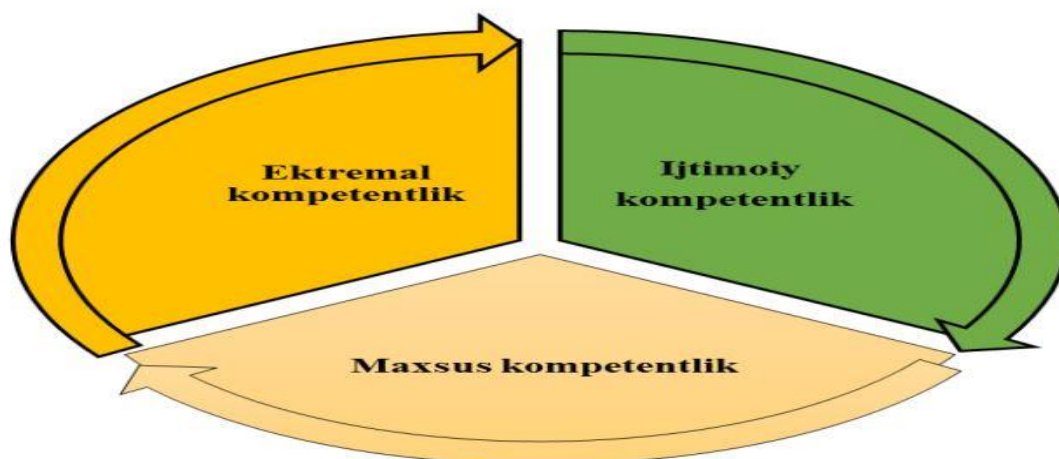 Ektremal
kompetentlik
Ijtimoiy
kompetentlik
Maxsus kompetentlik